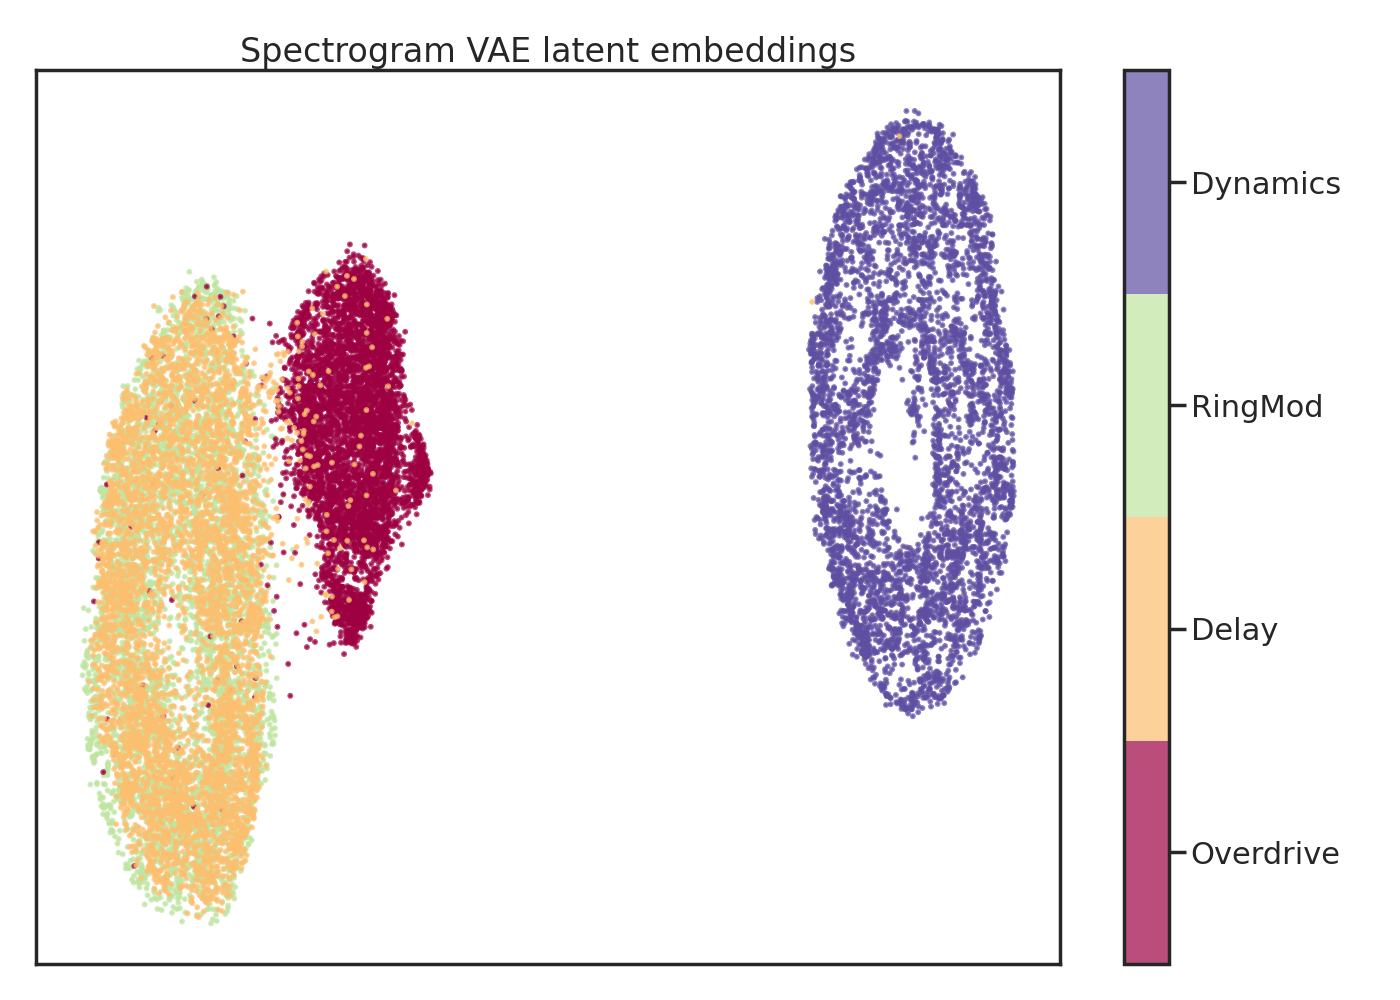 Spectrogram VAE latent embeddings
Dynamics
RingMod
Delay
Overdrive